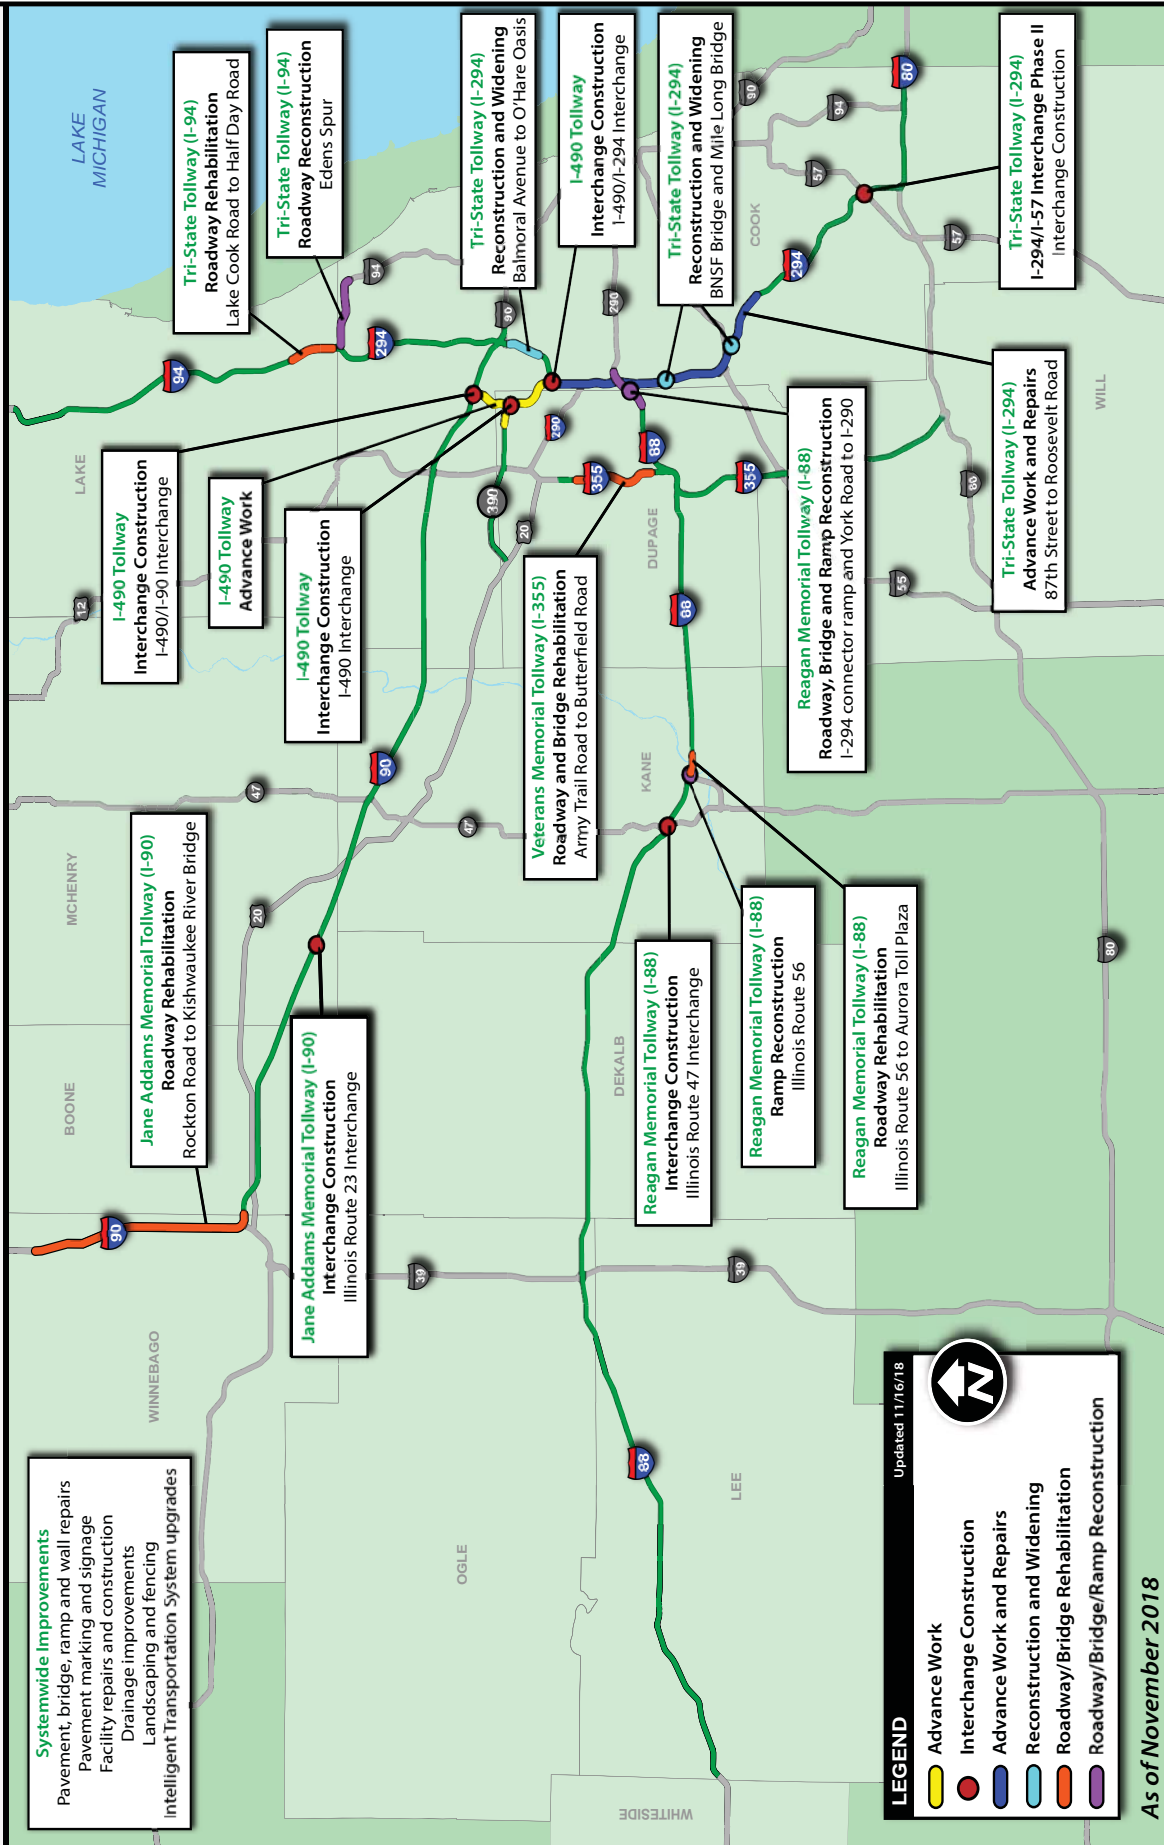 Systemwide Improvements
Pavement, bridge, ramp and wall repairs
Pavement marking and signage
Facility repairs and construction
Drainage improvements
Landscaping and fencing
Intelligent Transportation System upgrades
WINNEBAGO
BOONE
MCHENRY
LAKE
LAKE
MICHIGAN
Jane Addams Memorial Tollway (I-90)
Roadway Rehabilitation
Rockton Road to Kishwaukee River Bridge
I-490 Tollway
Interchange Construction
I-490/I-90 Interchange
I-490 Tollway
Advance Work
I-490 Tollway
Interchange Construction
I-490 Interchange
Tri-State Tollway (I-94)
Roadway Rehabilitation
Lake Cook Road to Half Day Road
Tri-State Tollway (I-94)
Roadway Reconstruction
Edens Spur
Jane Addams Memorial Tollway (I-90)
Interchange Construction
Illinois Route 23 Interchange
Tri-State Tollway (I-294)
Reconstruction and Widening
Balmoral Avenue to O'Hare Oasis
I-490 Tollway
Interchange Construction
I-490/I-294 Interchange
Tri-State Tollway (I-294)
Reconstruction and Widening
BNSF Bridge and Mile Long Bridge
Veterans Memorial Tollway (I-355)
Roadway and Bridge Rehabilitation
Army Trail Road to Butterfield Road
Reagan Memorial Tollway (I-88)
Interchange Construction
Illinois Route 47 Interchange
Reagan Memorial Tollway (I-88)
Ramp Reconstruction
Illinois Route 56
Reagan Memorial Tollway (I-88)
Roadway Rehabilitation
Illinois Route 56 to Aurora Toll Plaza
Reagan Memorial Tollway (I-88)
Roadway, Bridge and Ramp Reconstruction
I-294 connector ramp and York Road to I-290
Tri-State Tollway (I-294)
Advance Work and Repairs
87th Street to Roosevelt Road
Tri-State Tollway (I-294)
I-294/I-57 Interchange Phase II
Interchange Construction
OGLE
LEE
WHITESIDE
DEKALB
KANE
DUPAGE
COOK
WILL
90
20
47
12
90
94
294
94
90
47
20
390
290
290
355
88
355
88
88
39
39
80
80
55
294
57
57
94
90
80
LEGEND
Updated 11/16/18
N
Advance Work
Interchange Construction
Advance Work and Repairs
Reconstruction and Widening
Roadway/Bridge Rehabilitation
Roadway/Bridge/Ramp Reconstruction
As of November 2018